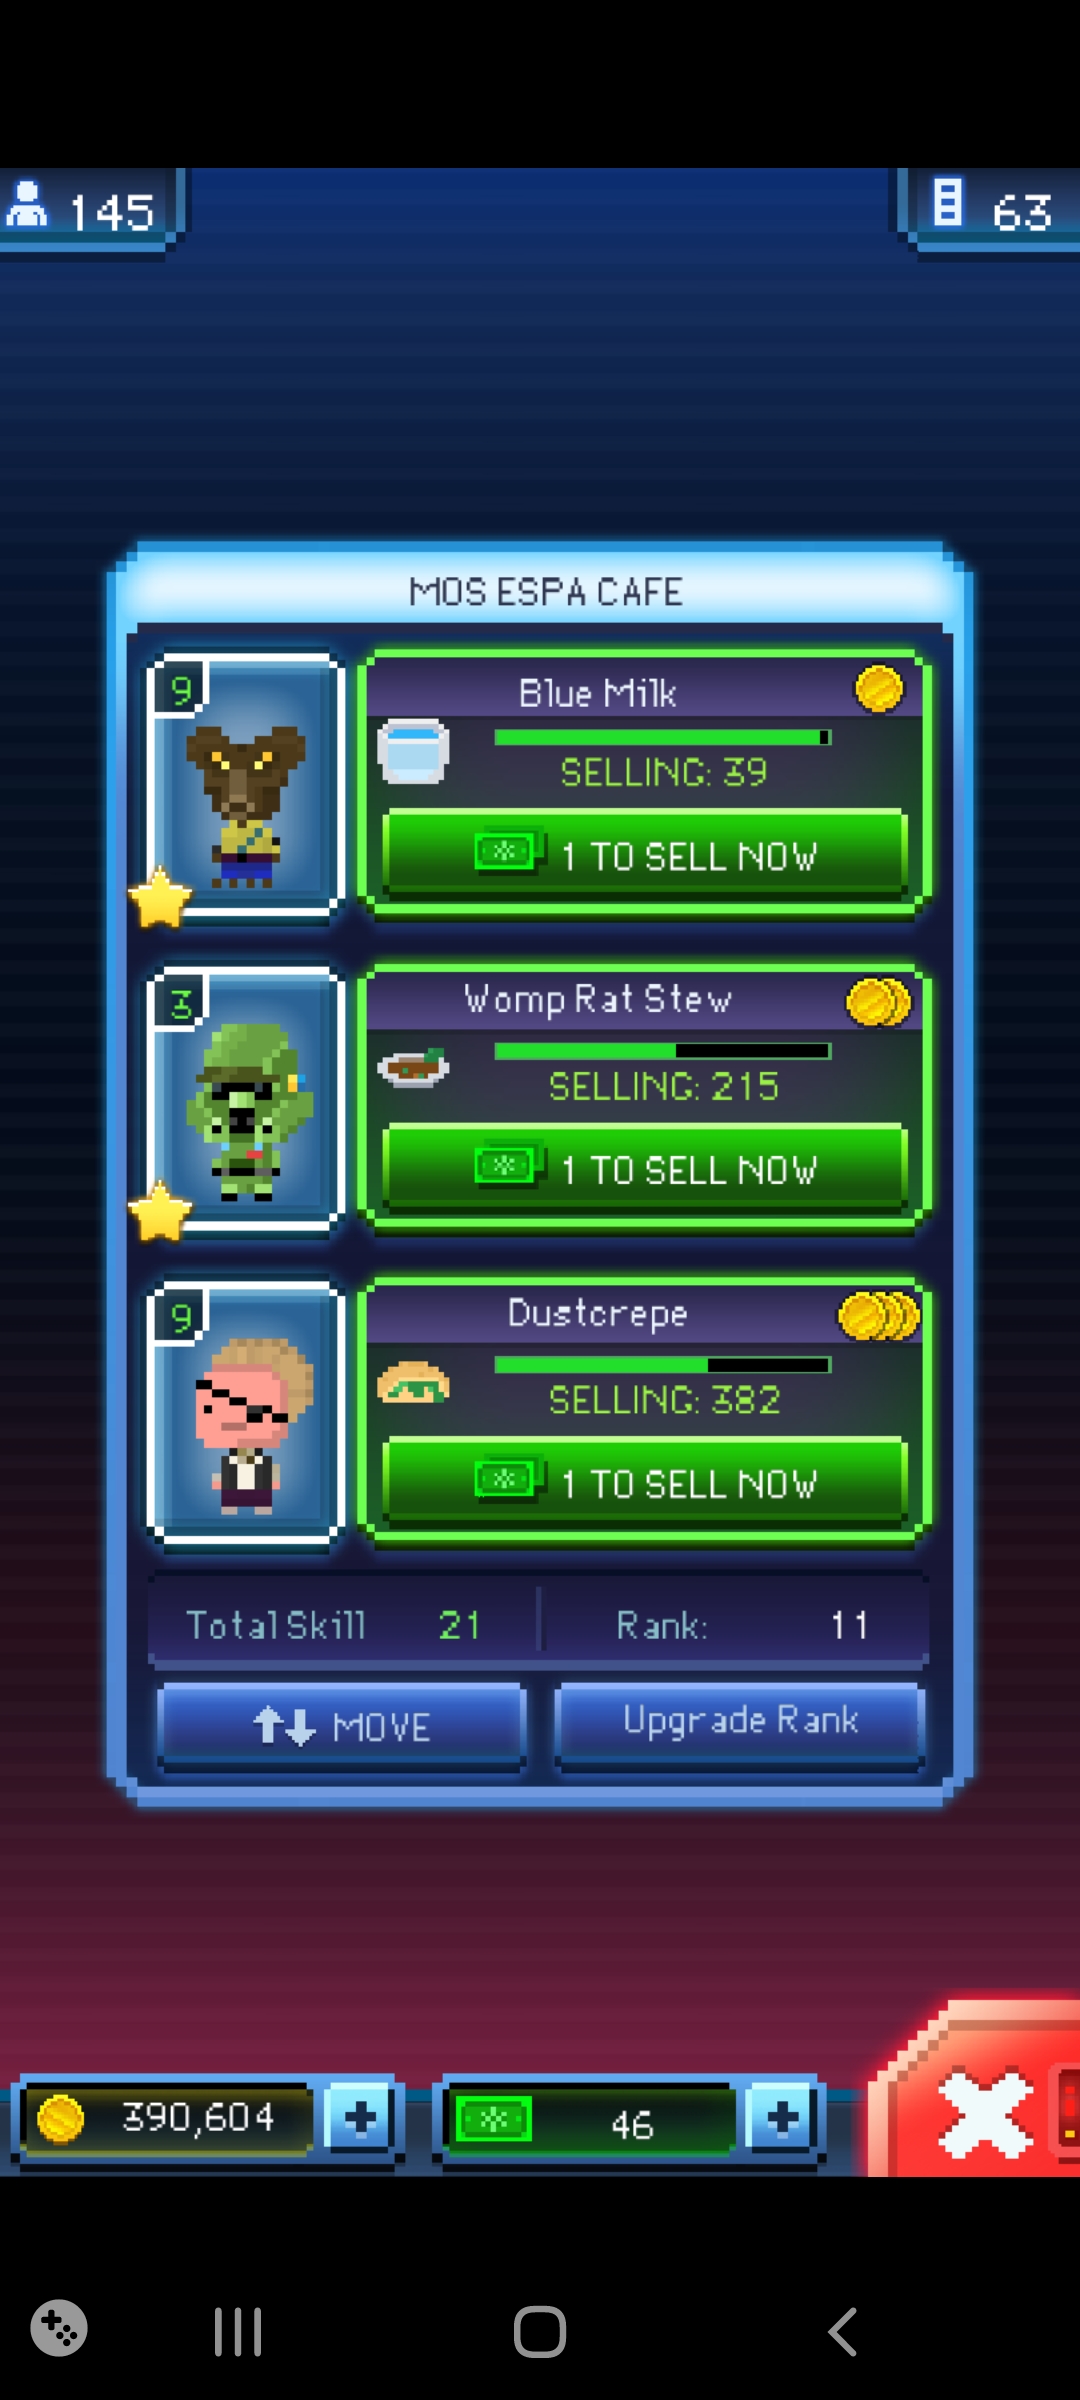 145
63
MOS ESPA CAFE
9
Blue Milk
SELLING: 39
1 TO SELL NOW
3
Womp Rat Stew
SELLING: 215
1 TO SELL NOW
9
Dustcrepe
SELLING: 382
1 TO SELL NOW
Total Skill 21
Rank: 11
MOVE
Upgrade Rank
390,604
46